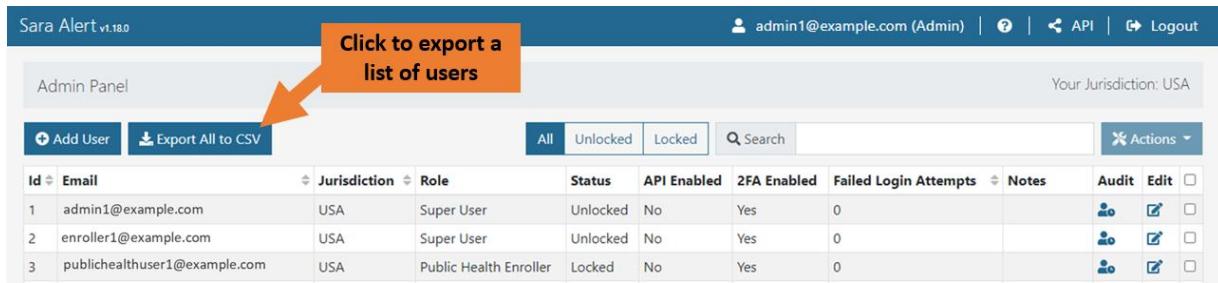 Sara Alert v1.18.0 admin1@example.com (Admin) | ? | API | Logout
Click to export a
list of users
Admin Panel Your Jurisdiction: USA
Add User Export All to CSV All Unlocked Locked Search Actions
Id Email Jurisdiction Role Status API Enabled 2FA Enabled Failed Login Attempts Notes Audit Edit
1 admin1@example.com USA Super User Unlocked No Yes 0
2 enroller1@example.com USA Super User Unlocked No Yes 0
3 publichealthuser1@example.com USA Public Health Enroller Locked No Yes 0